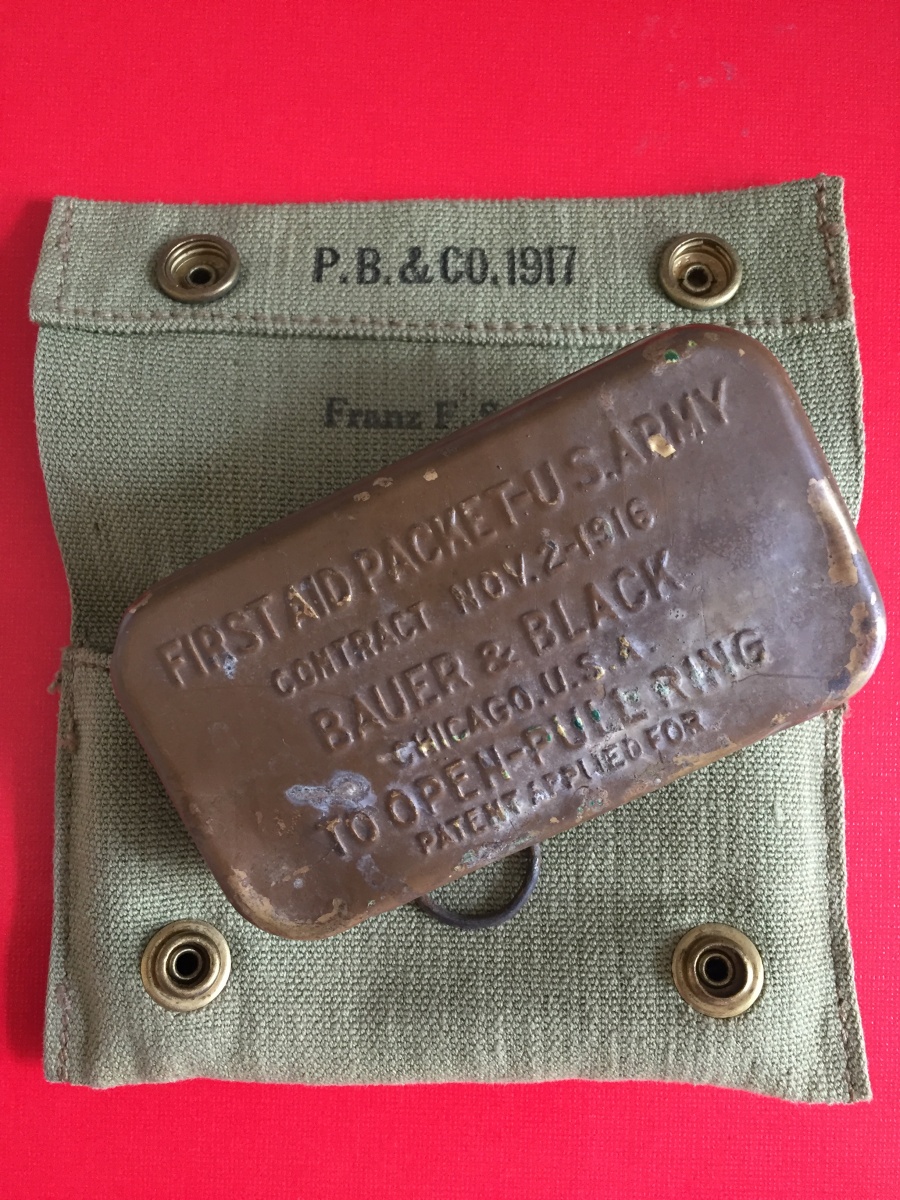 P.B. & CO. 1917
Franz F. S
FIRST AID PACKET-U S. ARMY
CONTRACT NOV. 2-1916
BAUER & BLACK
CHICAGO. U. S. A.
TO OPEN-PULL RING
PATENT APPLIED FOR